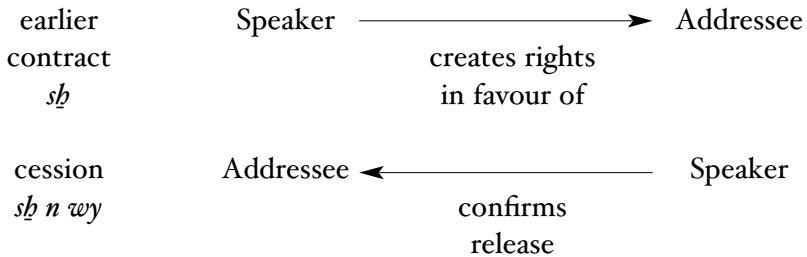 earlier Speaker Addressee
contract creates rights
sẖ in favour of
cession Addressee Speaker
sẖ n wy confirms
release